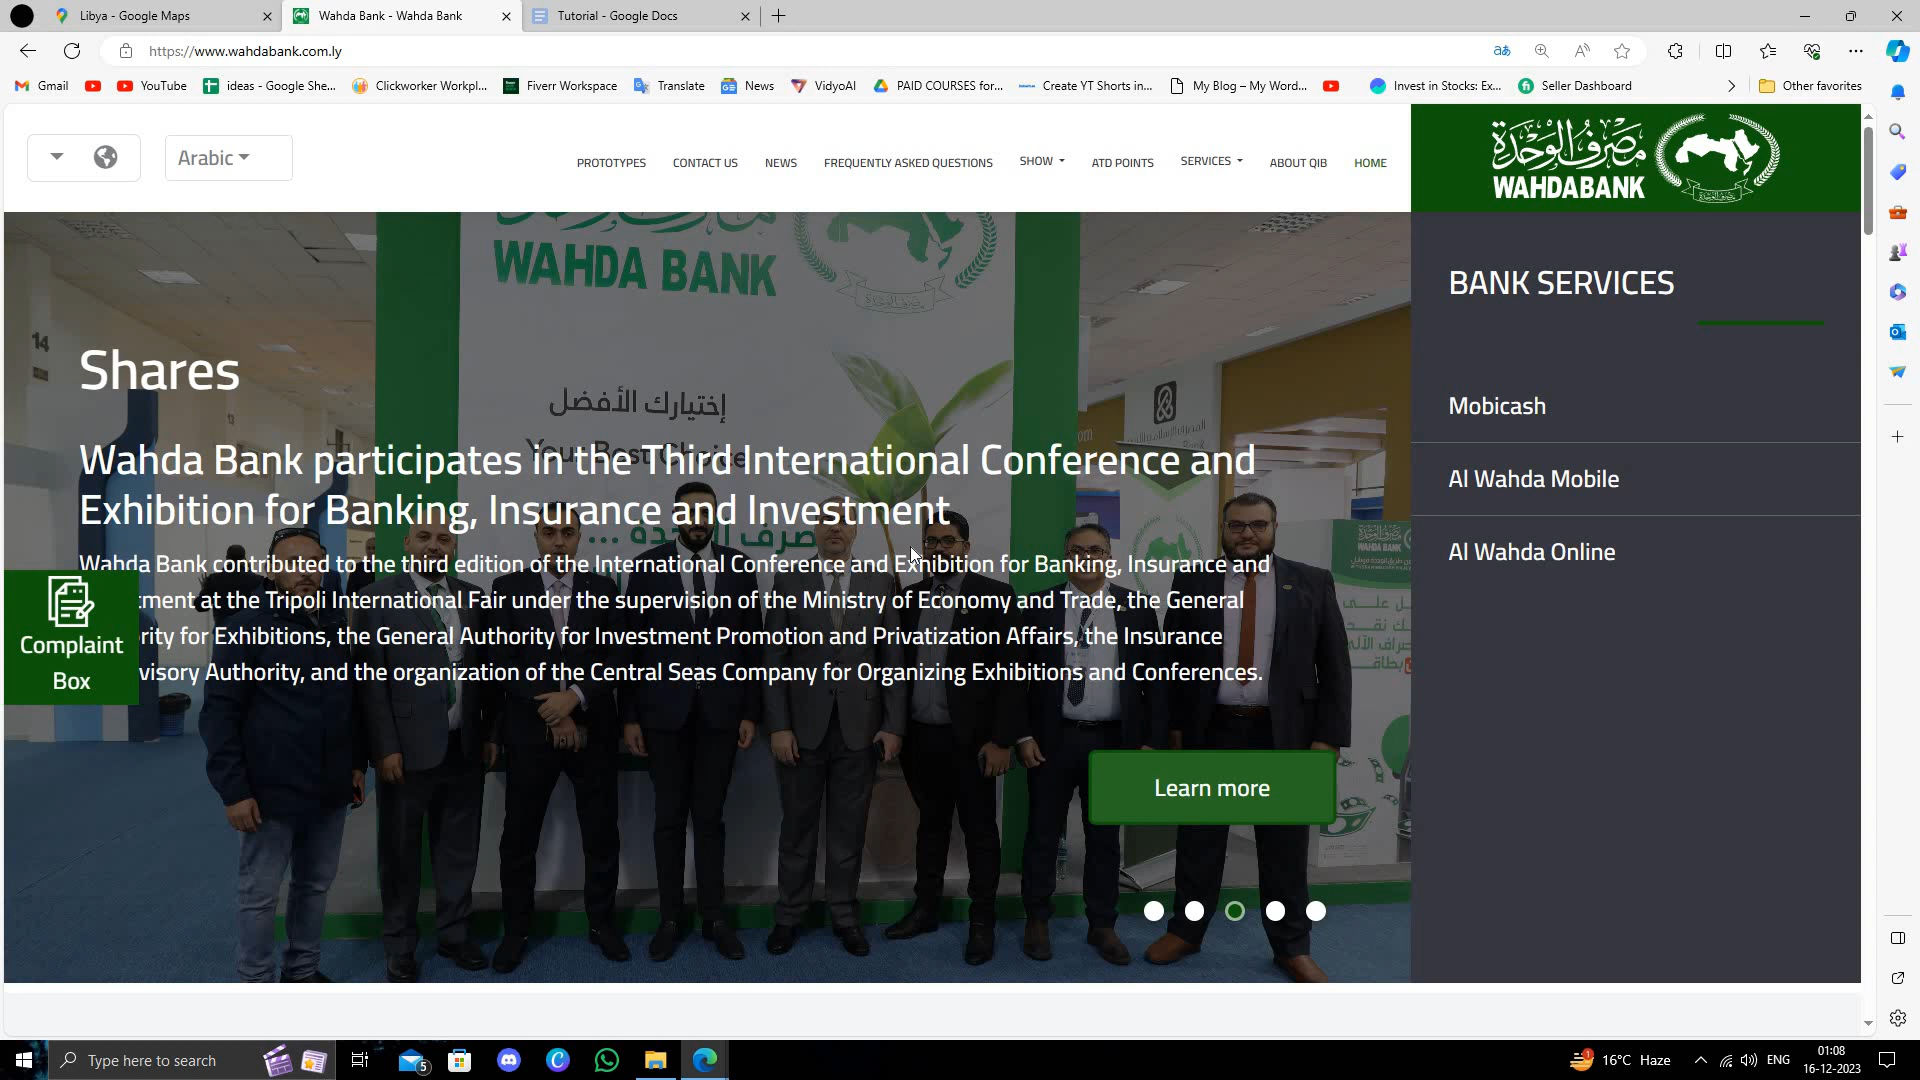 Libya - Google Maps
Wahda Bank - Wahda Bank
Tutorial - Google Docs
https://www.wahdabank.com.ly
Gmail
YouTube
ideas - Google She...
Clickworker Workpl...
Fiverr Workspace
Translate
News
VidyoAI
PAID COURSES for...
Create YT Shorts in...
My Blog – My Word...
Invest in Stocks: Ex...
Seller Dashboard
Other favorites
Arabic
PROTOTYPES
CONTACT US
NEWS
FREQUENTLY ASKED QUESTIONS
SHOW
ATD POINTS
SERVICES
ABOUT QIB
HOME
مصرف الوحدة
WAHDABANK
WAHDA BANK
14
BANK SERVICES
Shares
إختيارك الأفضل
Your Best Choice
Mobicash
Wahda Bank participates in the Third International Conference and
Exhibition for Banking, Insurance and Investment
Al Wahda Mobile
Al Wahda Online
Wahda Bank contributed to the third edition of the International Conference and Exhibition for Banking, Insurance and
tment at the Tripoli International Fair under the supervision of the Ministry of Economy and Trade, the General
rity for Exhibitions, the General Authority for Investment Promotion and Privatization Affairs, the Insurance
visory Authority, and the organization of the Central Seas Company for Organizing Exhibitions and Conferences.
Complaint
Box
Learn more
Type here to search
5
1
16°C Haze
ENG
01:08
16-12-2023